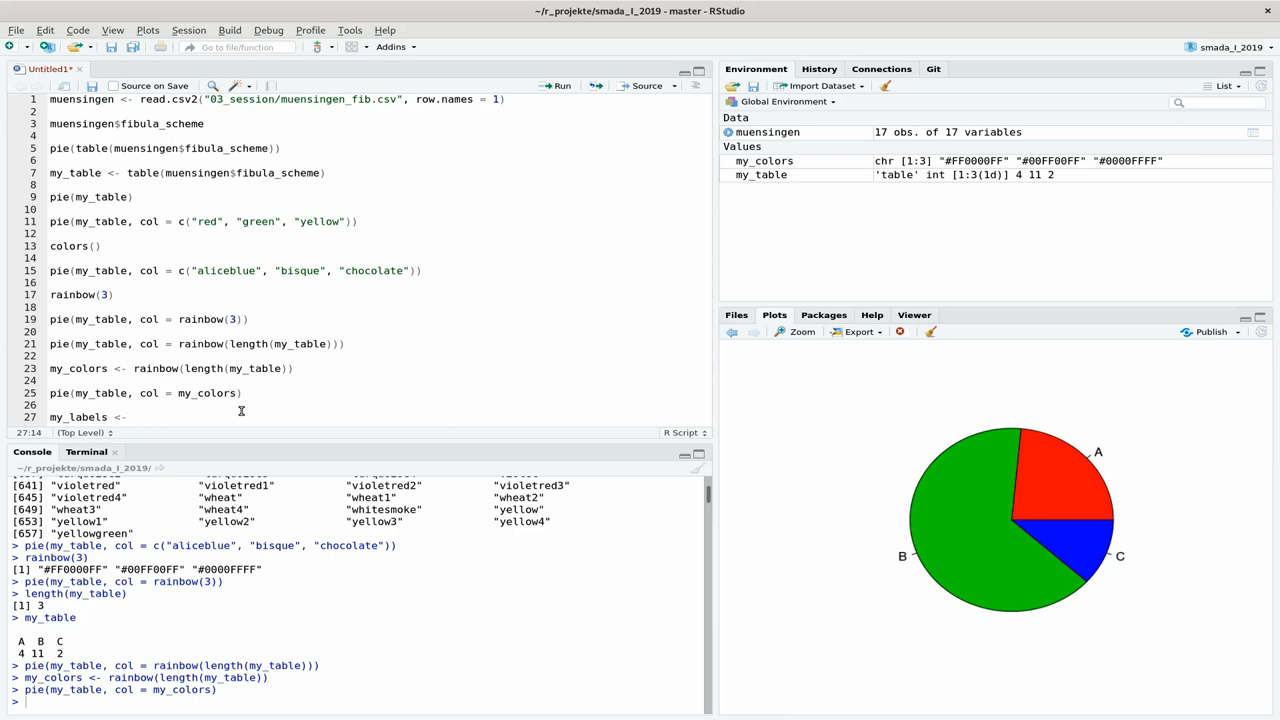 ~/r_projekte/smada_I_2019 - master - RStudio
File Edit Code View Plots Session Build Debug Profile Tools Help
Go to file/function Addins smada_I_2019
Untitled1*
Source on Save Run Source
1 muensingen <- read.csv2("03_session/muensingen_fib.csv", row.names = 1)
2
3 muensingen$fibula_scheme
4
5 pie(table(muensingen$fibula_scheme))
6
7 my_table <- table(muensingen$fibula_scheme)
8
9 pie(my_table)
10
11 pie(my_table, col = c("red", "green", "yellow"))
12
13 colors()
14
15 pie(my_table, col = c("aliceblue", "bisque", "chocolate"))
16
17 rainbow(3)
18
19 pie(my_table, col = rainbow(3))
20
21 pie(my_table, col = rainbow(length(my_table)))
22
23 my_colors <- rainbow(length(my_table))
24
25 pie(my_table, col = my_colors)
26
27 my_labels <-
27:14 (Top Level) R Script
Console Terminal
~/r_projekte/smada_I_2019/
[641] "violetred" "violetred1" "violetred2" "violetred3"
[645] "violetred4" "wheat" "wheat1" "wheat2"
[649] "wheat3" "wheat4" "whitesmoke" "yellow"
[653] "yellow1" "yellow2" "yellow3" "yellow4"
[657] "yellowgreen"
> pie(my_table, col = c("aliceblue", "bisque", "chocolate"))
> rainbow(3)
[1] "#FF0000FF" "#00FF00FF" "#0000FFFF"
> pie(my_table, col = rainbow(3))
> length(my_table)
[1] 3
> my_table
A B C
4 11 2
> pie(my_table, col = rainbow(length(my_table)))
> my_colors <- rainbow(length(my_table))
> pie(my_table, col = my_colors)
>
Environment History Connections Git
Import Dataset List
Global Environment
Data
muensingen 17 obs. of 17 variables
Values
my_colors chr [1:3] "#FF0000FF" "#00FF00FF" "#0000FFFF"
my_table 'table' int [1:3(1d)] 4 11 2
Files Plots Packages Help Viewer
Zoom Export Publish
A
B
C